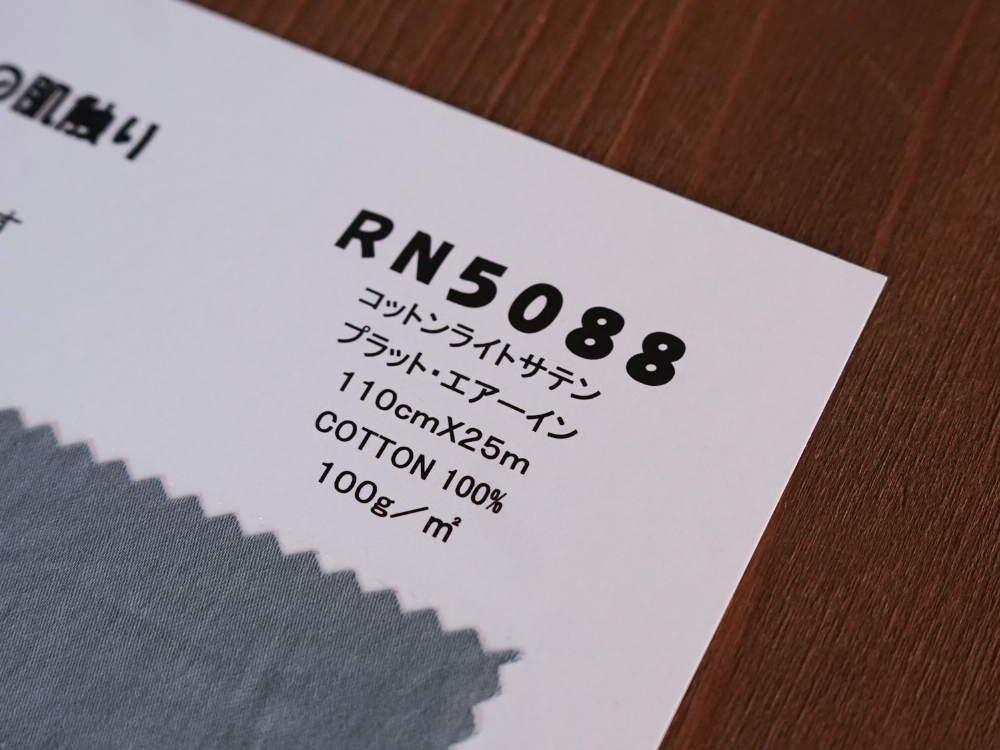 の肌触り
す
RN5088
コットンライトサテン
プラット・エアーイン
110cmX25m
COTTON 100%
100g／㎡